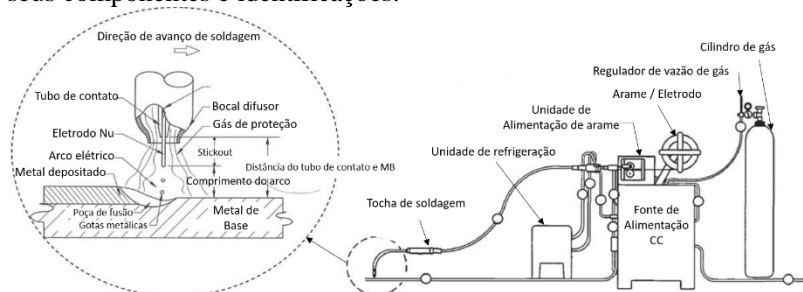 seus componentes e identificações.
Direção de avanço de soldagem
Tubo de contato
Bocal difusor
Eletrodo Nu
Gás de proteção
Stickout
Arco elétrico
Distância do tubo de contato e MB
Metal depositado
Comprimento do arco
Poça de fusão
Gotas metálicas
Metal de
Base
Cilindro de gás
Regulador de vazão de gás
Arame / Eletrodo
Unidade de
Alimentação de arame
Unidade de refrigeração
Tocha de soldagem
Fonte de
Alimentação
CC